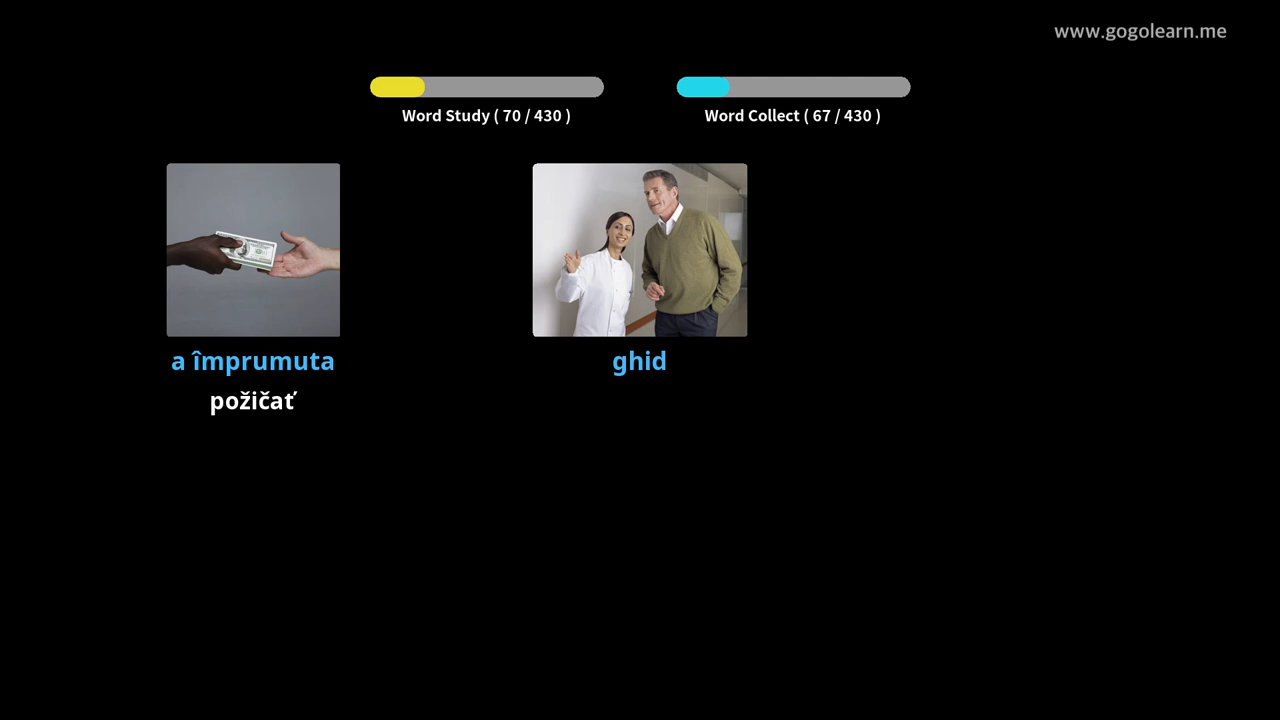 www.gogolearn.me
Word Study ( 70 / 430 )
Word Collect ( 67 / 430 )
a împrumuta
požičať
ghid